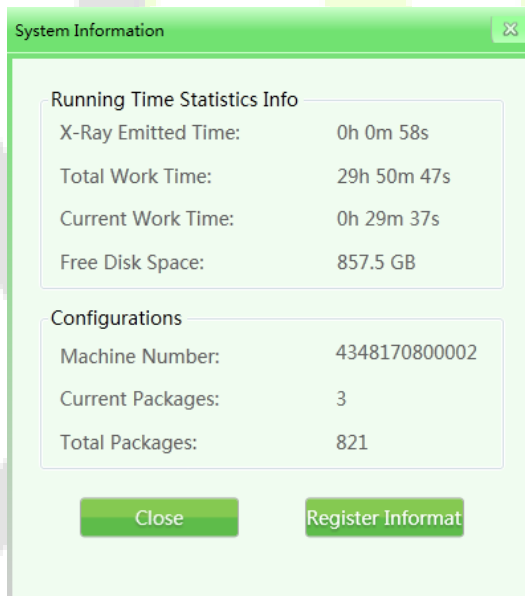 System Information
Running Time Statistics Info
X-Ray Emitted Time: 0h 0m 58s
Total Work Time: 29h 50m 47s
Current Work Time: 0h 29m 37s
Free Disk Space: 857.5 GB
Configurations
Machine Number: 4348170800002
Current Packages: 3
Total Packages: 821
Close Register Informat